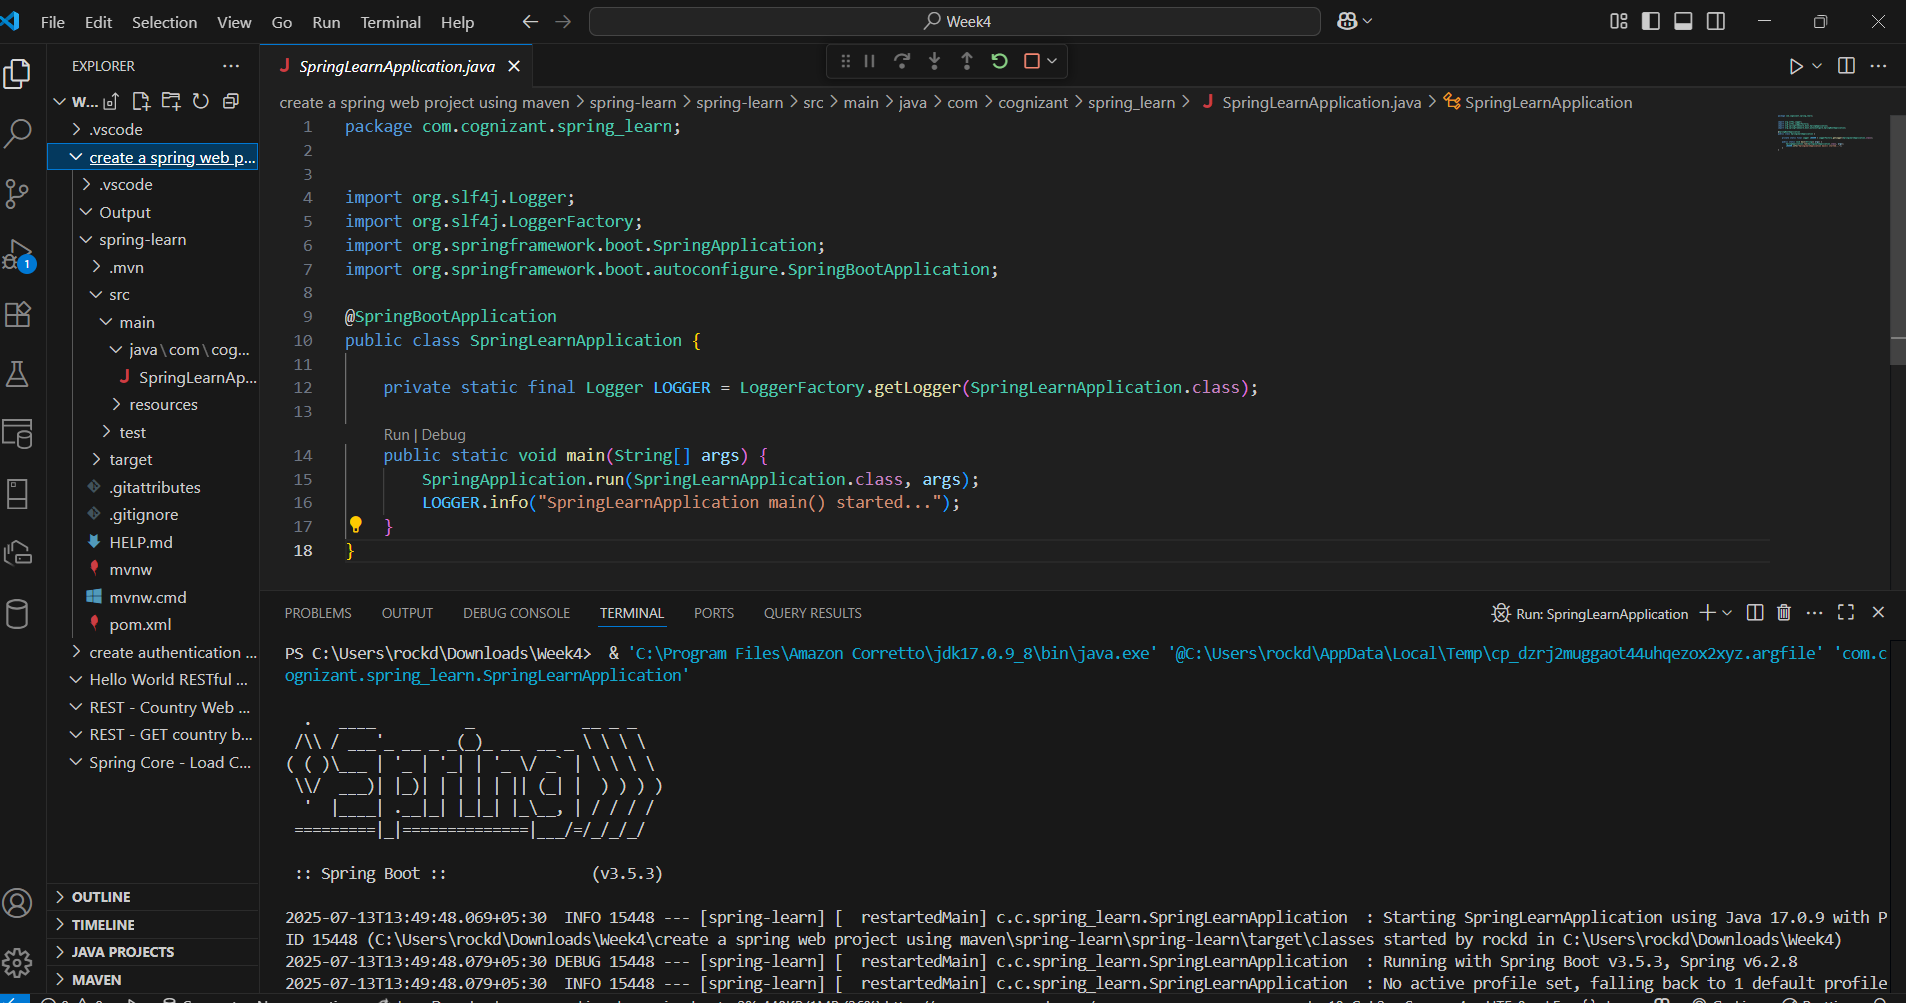 File Edit Selection View Go Run Terminal Help Week4
EXPLORER
SpringLearnApplication.java
W...
create a spring web project using maven > spring-learn > spring-learn > src > main > java > com > cognizant > spring_learn > SpringLearnApplication.java > SpringLearnApplication
.vscode
create a spring web p...
.vscode
Output
spring-learn
.mvn
src
main
java\com\cog...
SpringLearnAp...
resources
test
target
.gitattributes
.gitignore
HELP.md
mvnw
mvnw.cmd
pom.xml
create authentication ...
Hello World RESTful ...
REST - Country Web ...
REST - GET country b...
Spring Core - Load C...
OUTLINE
TIMELINE
JAVA PROJECTS
MAVEN
1
1 package com.cognizant.spring_learn;
2
3
4 import org.slf4j.Logger;
5 import org.slf4j.LoggerFactory;
6 import org.springframework.boot.SpringApplication;
7 import org.springframework.boot.autoconfigure.SpringBootApplication;
8
9 @SpringBootApplication
10 public class SpringLearnApplication {
11
12 private static final Logger LOGGER = LoggerFactory.getLogger(SpringLearnApplication.class);
13
Run | Debug
14 public static void main(String[] args) {
15 SpringApplication.run(SpringLearnApplication.class, args);
16 LOGGER.info("SpringLearnApplication main() started...");
17 }
18 }
PROBLEMS OUTPUT DEBUG CONSOLE TERMINAL PORTS QUERY RESULTS Run: SpringLearnApplication
PS C:\Users\rockd\Downloads\Week4> & 'C:\Program Files\Amazon Corretto\jdk17.0.9_8\bin\java.exe' '@C:\Users\rockd\AppData\Local\Temp\cp_dzrj2muggaot44uhqezox2xyz.argfile' 'com.c
ognizant.spring_learn.SpringLearnApplication'
Spring
:: Spring Boot :: (v3.5.3)
2025-07-13T13:49:48.069+05:30 INFO 15448 --- [spring-learn] [ restartedMain] c.c.spring_learn.SpringLearnApplication : Starting SpringLearnApplication using Java 17.0.9 with P
ID 15448 (C:\Users\rockd\Downloads\Week4\create a spring web project using maven\spring-learn\spring-learn\target\classes started by rockd in C:\Users\rockd\Downloads\Week4)
2025-07-13T13:49:48.079+05:30 DEBUG 15448 --- [spring-learn] [ restartedMain] c.c.spring_learn.SpringLearnApplication : Running with Spring Boot v3.5.3, Spring v6.2.8
2025-07-13T13:49:48.079+05:30 INFO 15448 --- [spring-learn] [ restartedMain] c.c.spring_learn.SpringLearnApplication : No active profile set, falling back to 1 default profile